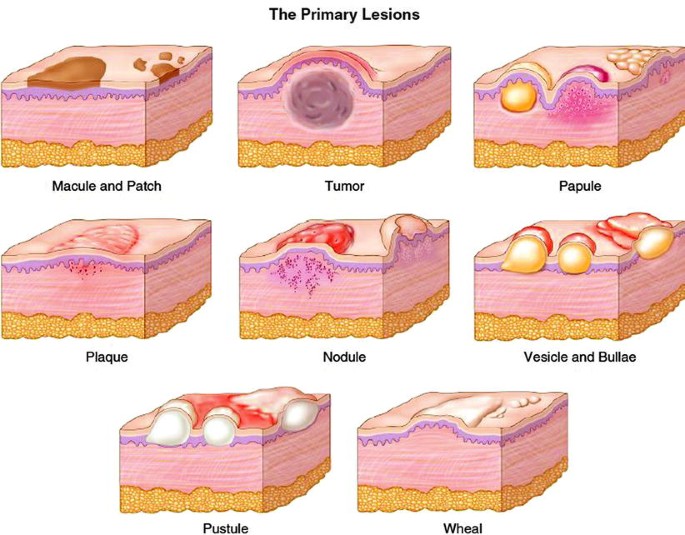 The Primary Lesions
Macule and Patch
Tumor
Papule
Plaque
Nodule
Vesicle and Bullae
Pustule
Wheal